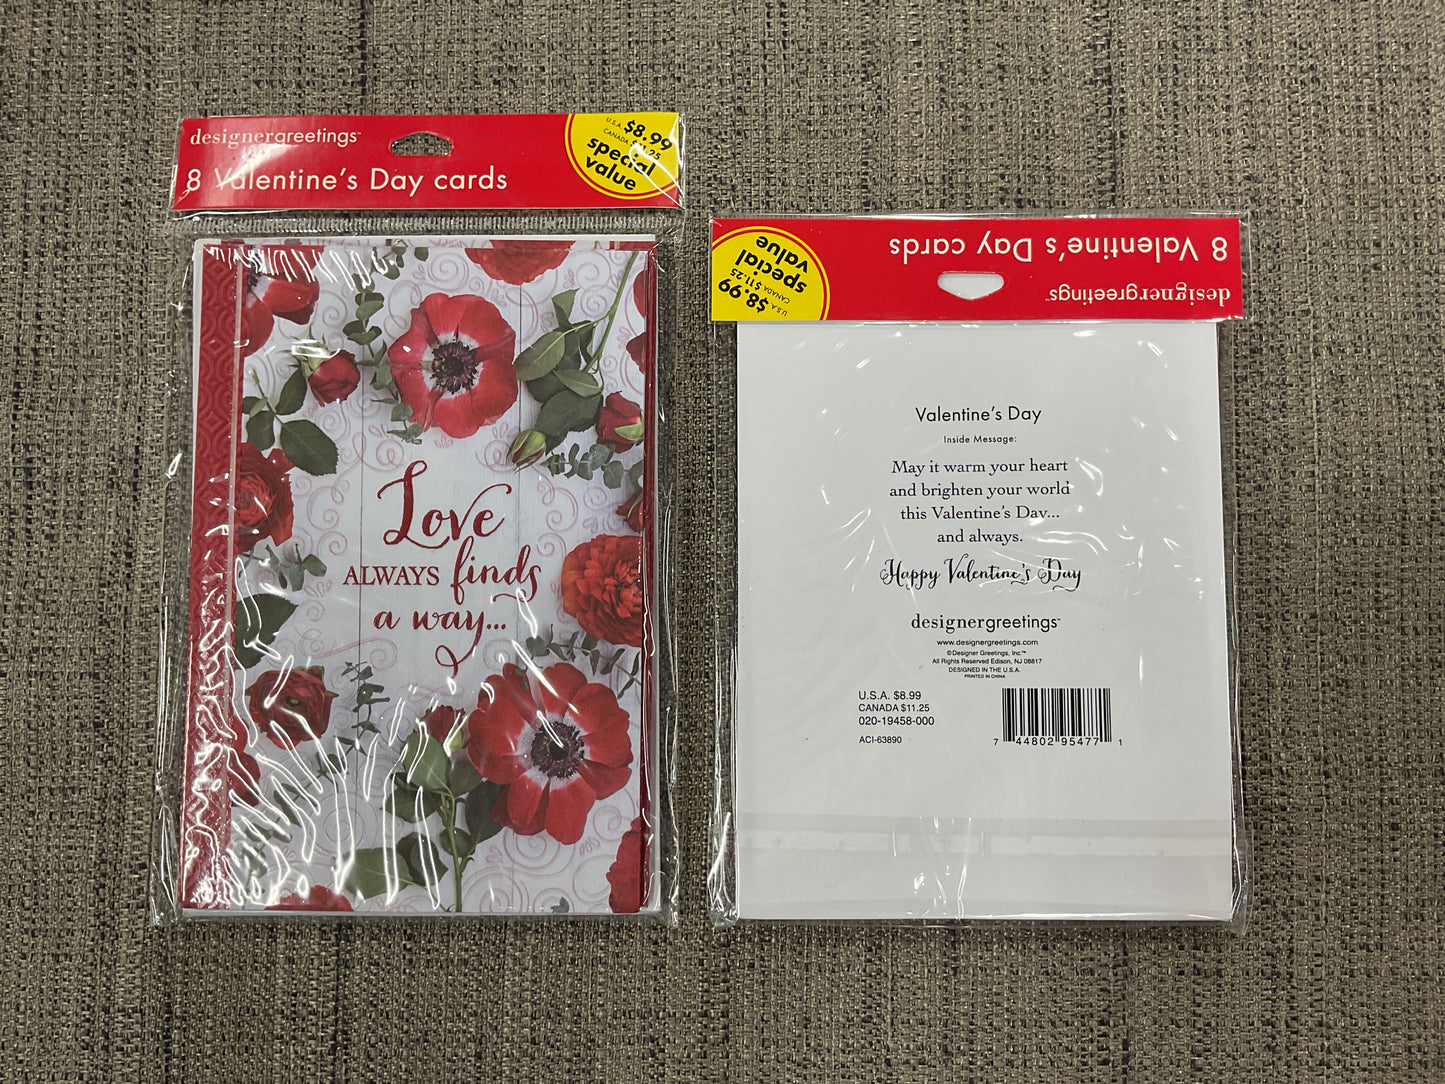 designergreetings™
8 Valentine's Day cards
U.S.A. $8.99
CANADA $11.25
special
value
Love
ALWAYS finds
a way...
8 Valentine's Day cards
designergreetings™
U.S.A. $8.99
CANADA $11.25
special
value
Valentine's Day
Inside Message:
May it warm your heart
and brighten your world
this Valentine's Day...
and always.
Happy Valentine's Day
designergreetings™
www.designergreetings.com
©Designer Greetings, Inc.™
All Rights Reserved Edison, NJ 08817
DESIGNED IN THE U.S.A.
PRINTED IN CHINA
U.S.A. $8.99
CANADA $11.25
020-19458-000
ACI-63890
7 44802 95477 1